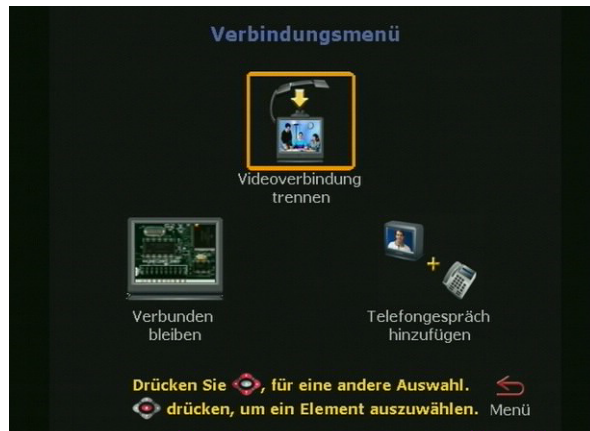 Verbindungsmenü
Videoverbindung
trennen
Verbunden
bleiben
Telefongespräch
hinzufügen
Drücken Sie , für eine andere Auswahl.
drücken, um ein Element auszuwählen.
Menü